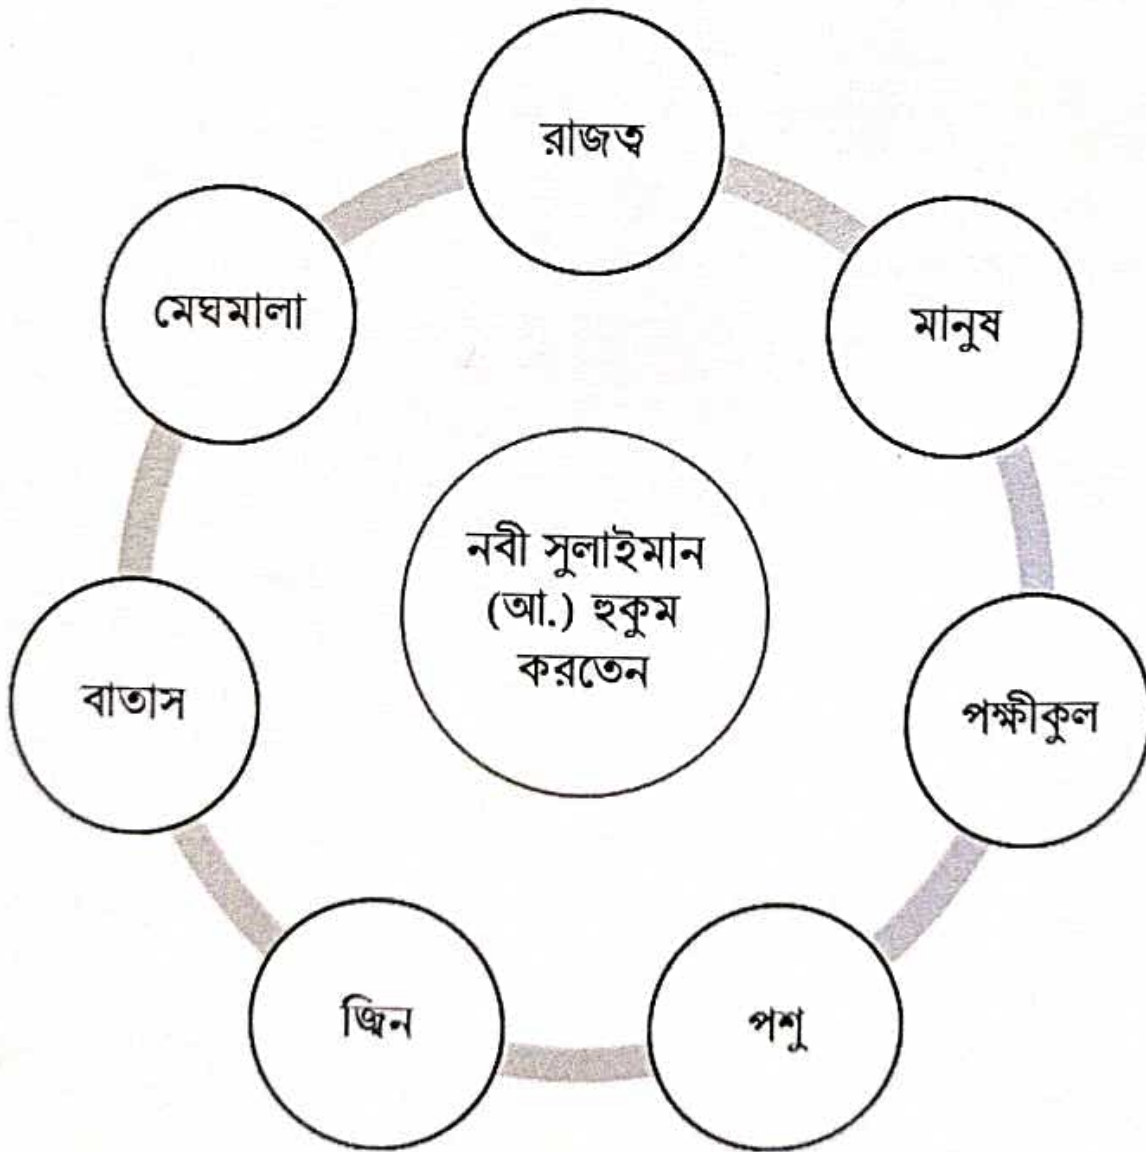 রাজত্ব
মানুষ
পক্ষীকুল
পশু
জ্বিন
বাতাস
মেঘমালা
নবী সুলাইমান
(আ.) হুকুম
করতেন